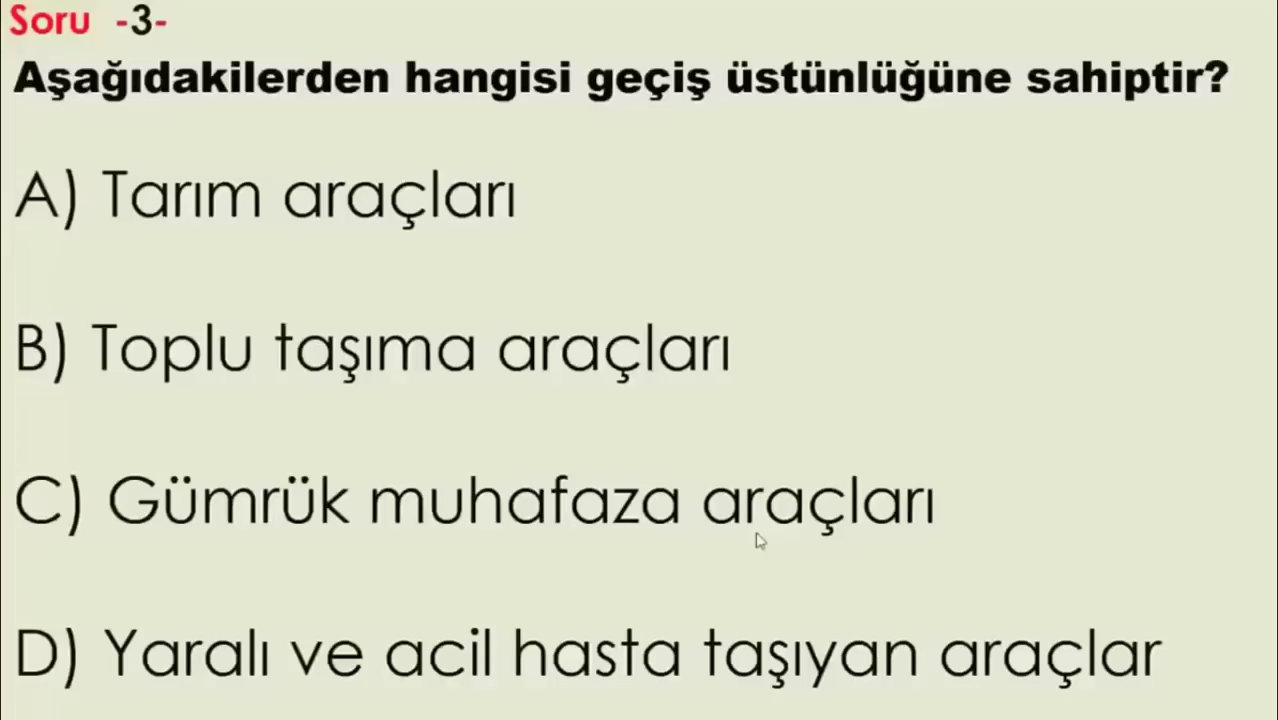 Soru -3-
Aşağıdakilerden hangisi geçiş üstünlüğüne sahiptir?
A) Tarım araçları
B) Toplu taşıma araçları
C) Gümrük muhafaza araçları
D) Yaralı ve acil hasta taşıyan araçlar